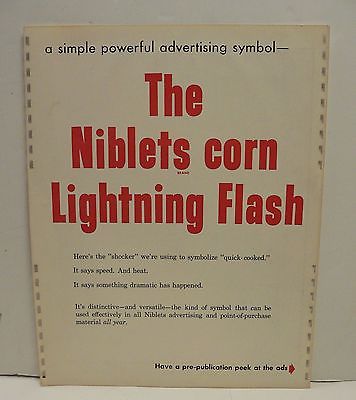 a simple powerful advertising symbol—
The
Niblets corn
BRAND
Lightning Flash
Here's the "shocker" we're using to symbolize "quick-cooked."
It says speed. And heat.
It says something dramatic has happened.
It's distinctive—and versatile—the kind of symbol that can be
used effectively in all Niblets advertising and point-of-purchase
material all year.
Have a pre-publication peek at the ads